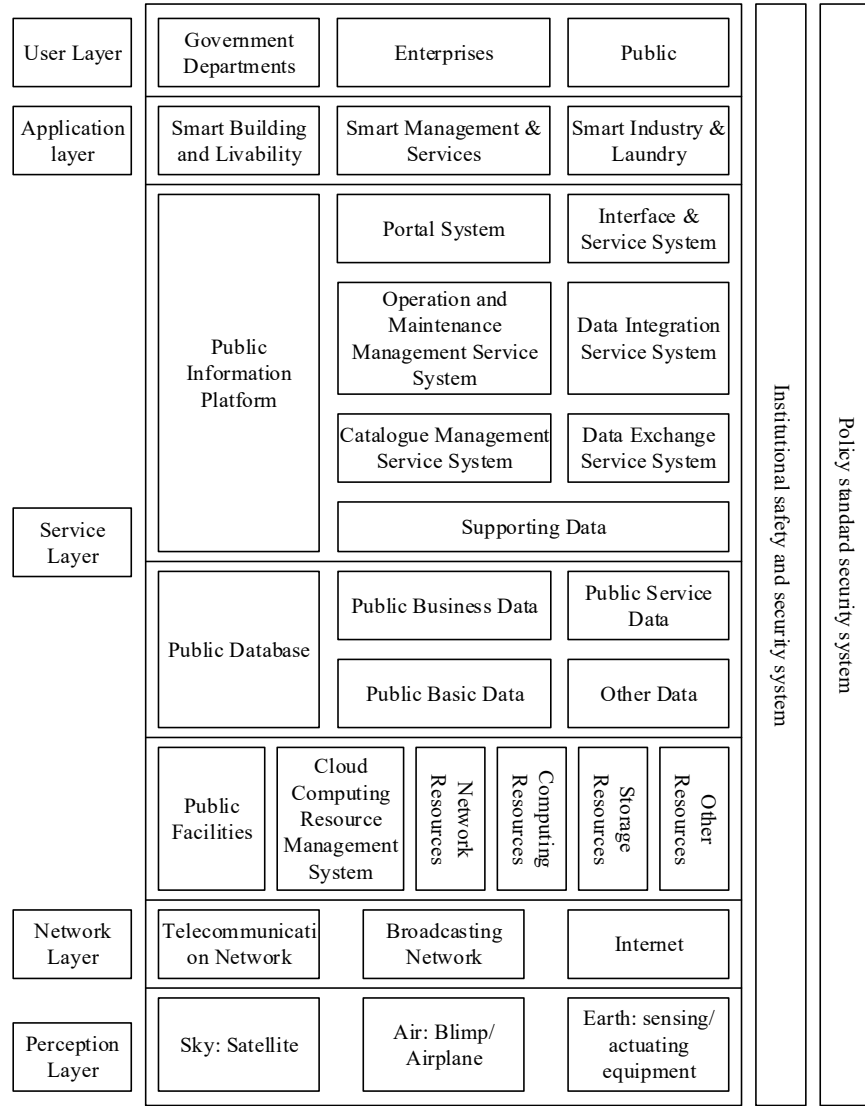 User Layer
Government
Departments
Enterprises
Public
Application
layer
Smart Building
and Livability
Smart Management &
Services
Smart Industry &
Laundry
Service
Layer
Public
Information
Platform
Portal System
Interface &
Service System
Operation and
Maintenance
Management Service
System
Data Integration
Service System
Catalogue Management
Service System
Data Exchange
Service System
Supporting Data
Public Database
Public Business Data
Public Service
Data
Public Basic Data
Other Data
Public
Facilities
Cloud
Computing
Resource
Management
System
Network
Resources
Computing
Resources
Storage
Resources
Other
Resources
Network
Layer
Telecommunicati
on Network
Broadcasting
Network
Internet
Perception
Layer
Sky: Satellite
Air: Blimp/
Airplane
Earth: sensing/
actuating
equipment
Institutional safety and security system
Policy standard security system